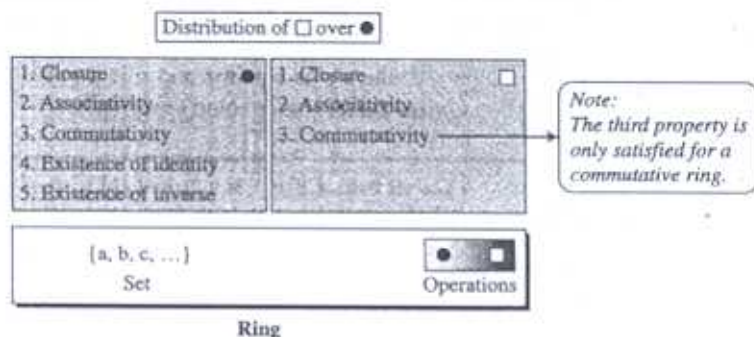 Distribution of □ over ●
1. Closure
2. Associativity
3. Commutativity
4. Existence of identity
5. Existence of inverse
1. Closure
2. Associativity
3. Commutativity
Note:
The third property is
only satisfied for a
commutative ring.
{a, b, c, …}
Set
Operations
Ring